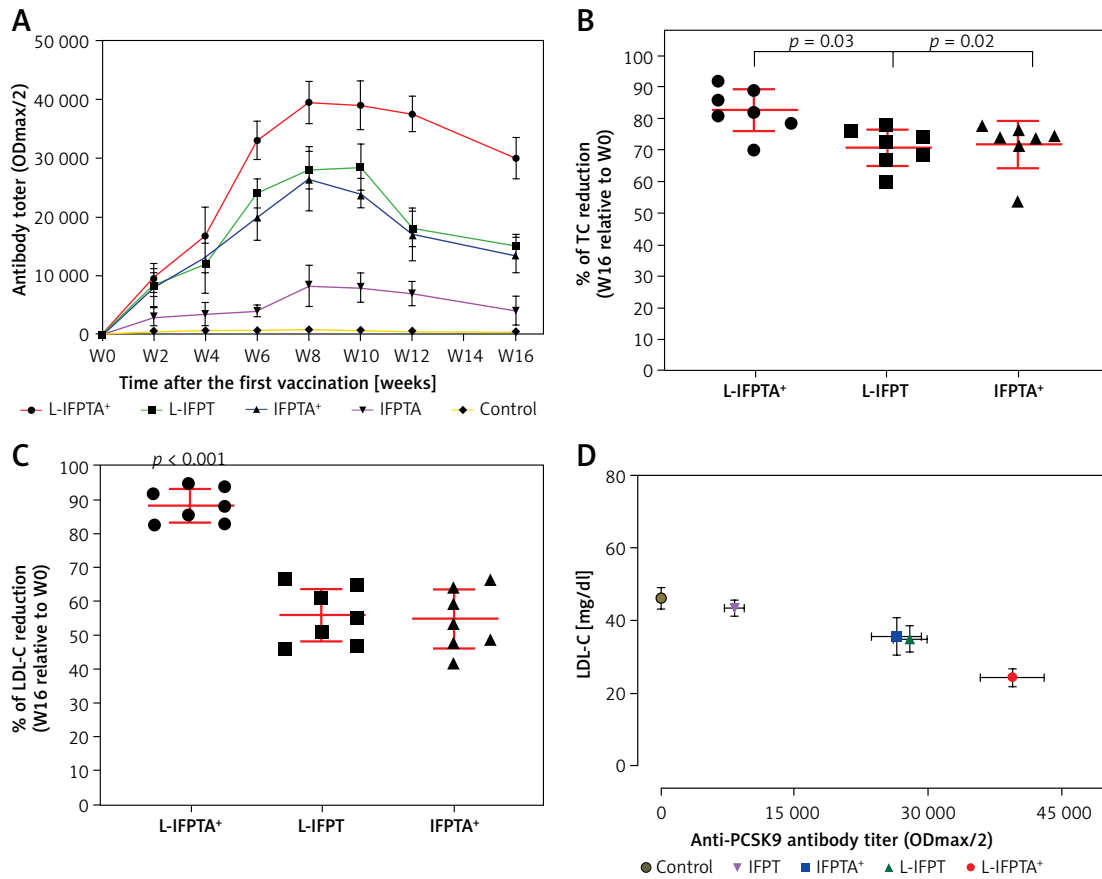 A
50 000
40 000
30 000
20 000
10 000
0
Antibody toter (ODmax/2)
W0 W2 W4 W6 W8 W10 W12 W14 W16
Time after the first vaccination [weeks]
L-IFPTA+ L-IFPT IFPTA+ IFPTA Control
B
p = 0.03 p = 0.02
100
90
80
70
60
50
40
30
20
10
0
% of TC reduction
(W16 relative to W0)
L-IFPTA+ L-IFPT IFPTA+
C
p < 0.001
100
90
80
70
60
50
40
30
20
10
0
% of LDL-C reduction
(W16 relative to W0)
L-IFPTA+ L-IFPT IFPTA+
D
80
60
40
20
0
LDL-C [mg/dl]
0 15 000 30 000 45 000
Anti-PCSK9 antibody titer (ODmax/2)
Control IFPT IFPTA+ L-IFPT L-IFPTA+